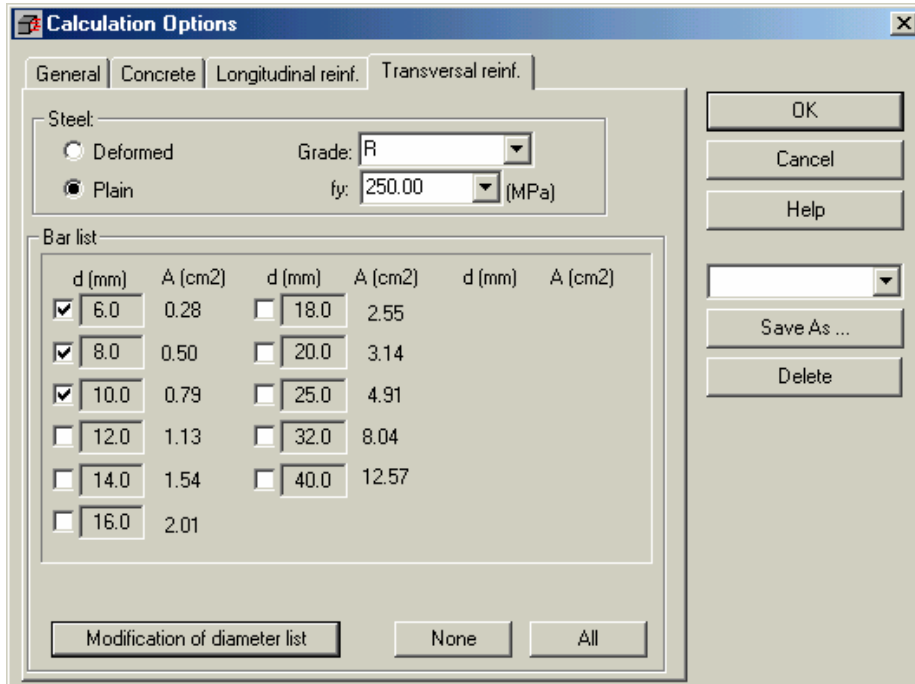 Calculation Options
General Concrete Longitudinal reinf. Transversal reinf.
Steel:
Deformed Grade: R
Plain fy: 250.00 (MPa)
Bar list
d (mm) A (cm2) d (mm) A (cm2) d (mm) A (cm2)
6.0 0.28 18.0 2.55
8.0 0.50 20.0 3.14
10.0 0.79 25.0 4.91
12.0 1.13 32.0 8.04
14.0 1.54 40.0 12.57
16.0 2.01
Modification of diameter list None All
OK
Cancel
Help
Save As ...
Delete